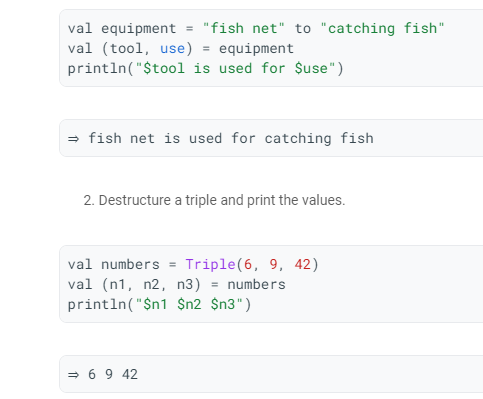 val equipment = "fish net" to "catching fish"
val (tool, use) = equipment
println("$tool is used for $use")
⇒ fish net is used for catching fish
2. Destructure a triple and print the values.
val numbers = Triple(6, 9, 42)
val (n1, n2, n3) = numbers
println("$n1 $n2 $n3")
⇒ 6 9 42